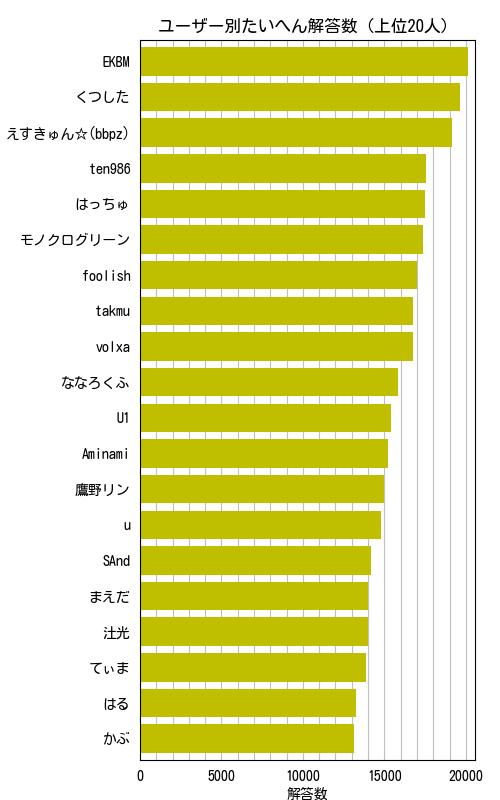 ユーザー別たいへん解答数 (上位20人)
EKBM
くつした
えすきゅん☆(bbpz)
ten986
はっちゅ
モノクログリーン
foolish
takmu
volxa
ななろくふ
U1
Aminami
鷹野リン
u
SAnd
まえだ
辻光
てぃま
はる
かぶ
0 5000 10000 15000 20000
解答数